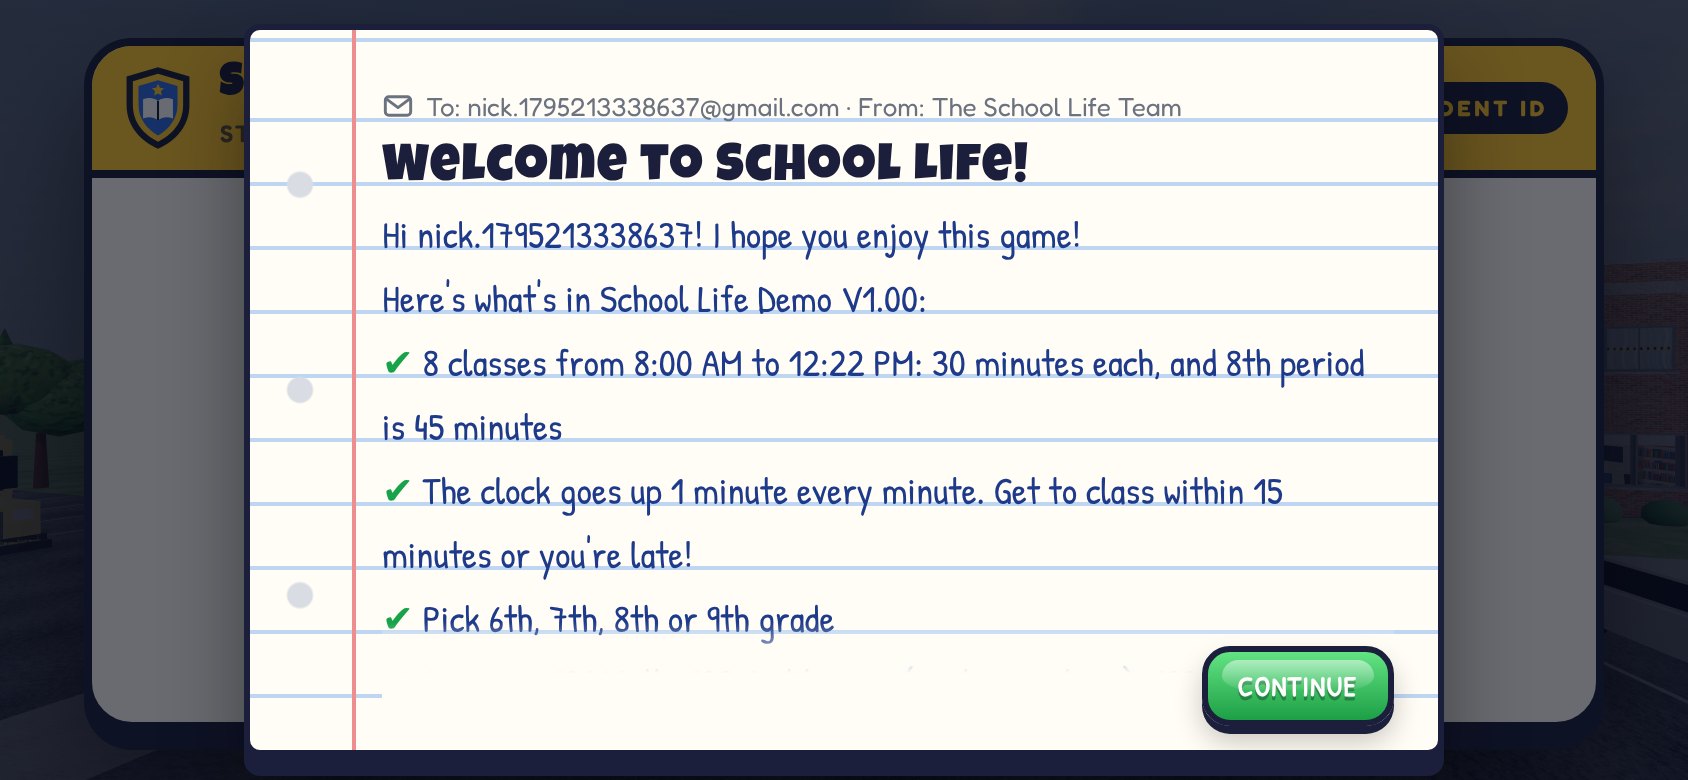 To: nick.1795213338637@gmail.com · From: The School Life Team
WELCOME TO SCHOOL LIFE!
Hi nick.1795213338637! I hope you enjoy this game!
Here's what's in School Life Demo V1.00:
✔ 8 classes from 8:00 AM to 12:22 PM: 30 minutes each, and 8th period
is 45 minutes
✔ The clock goes up 1 minute every minute. Get to class within 15
minutes or you're late!
✔ Pick 6th, 7th, 8th or 9th grade
CONTINUE